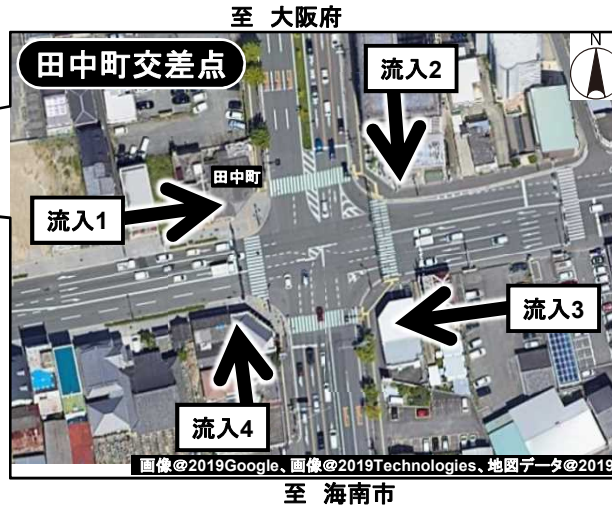 至 大阪府
田中町交差点
N
流入2
田中町
流入1
流入3
流入4
画像@2019Google、画像@2019Technologies、地図データ@2019
至 海南市